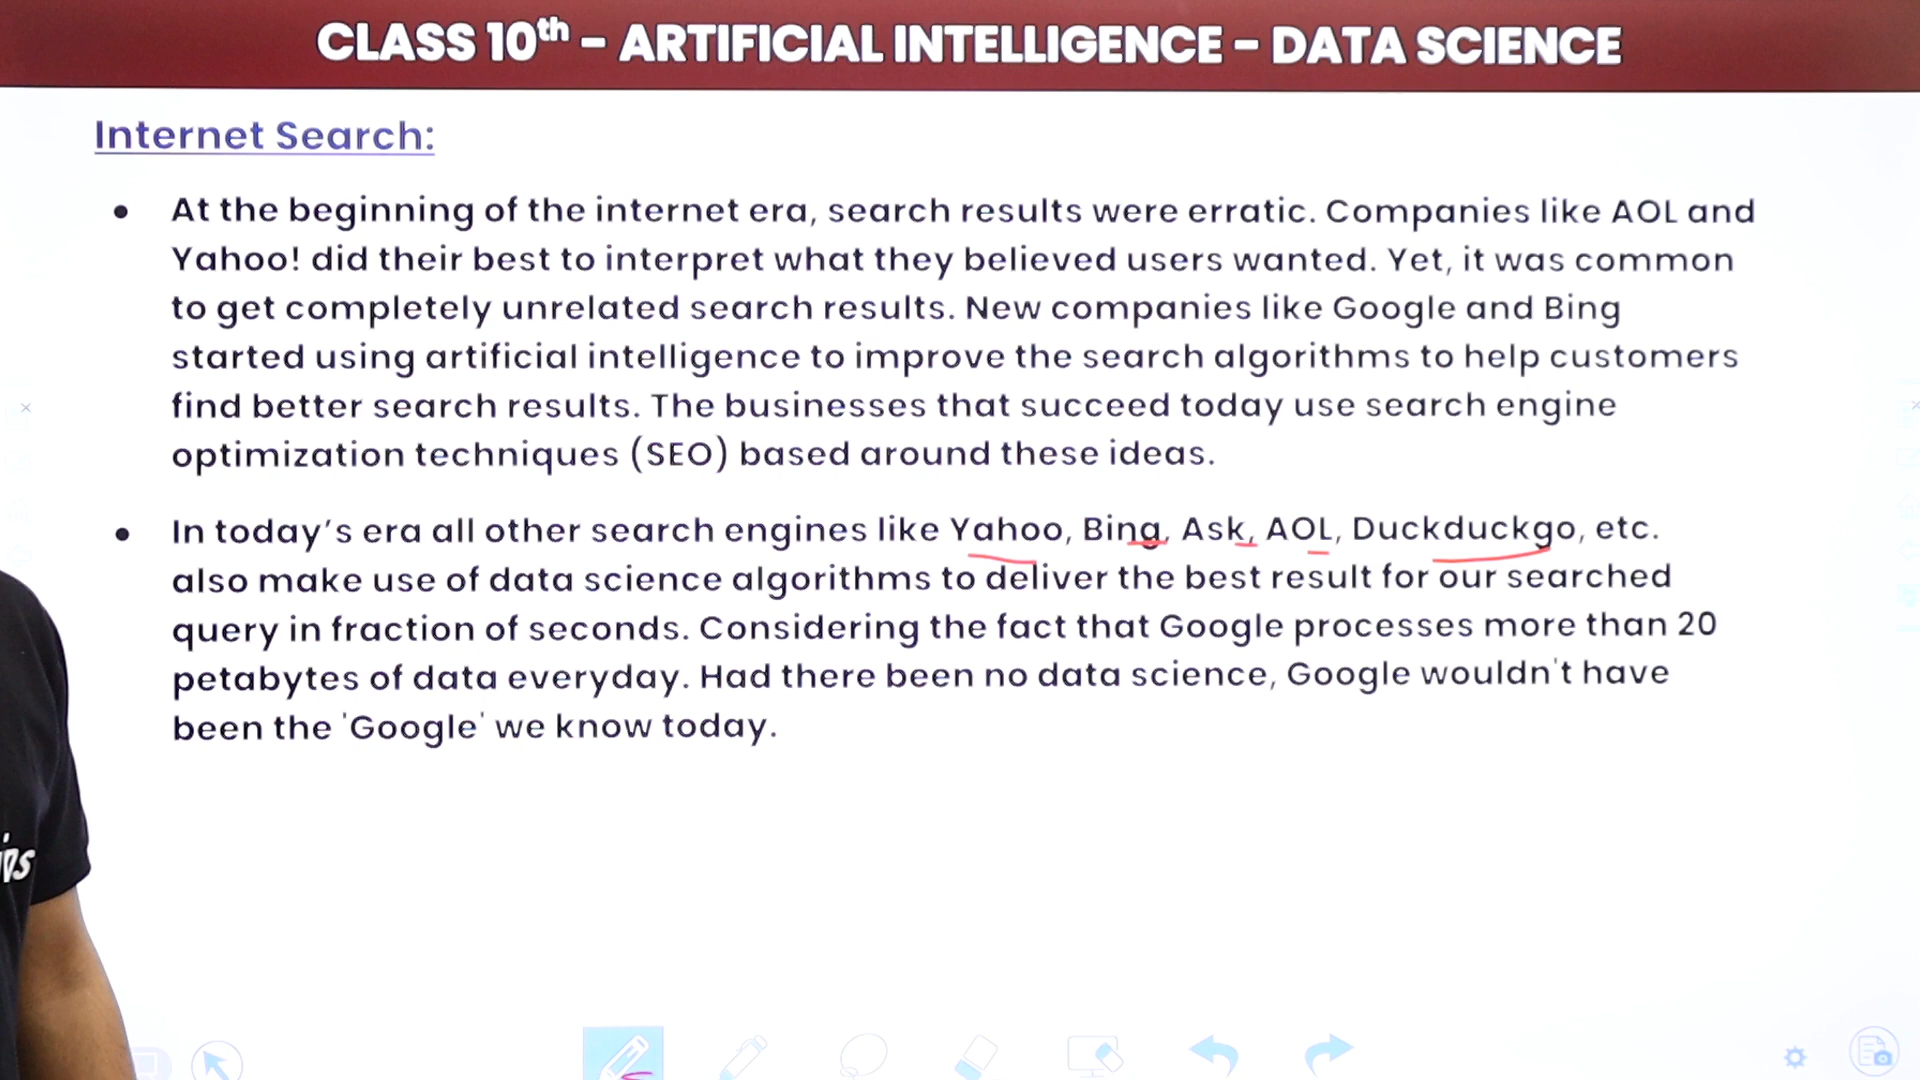 CLASS 10th - ARTIFICIAL INTELLIGENCE - DATA SCIENCE
Internet Search:
• At the beginning of the internet era, search results were erratic. Companies like AOL and
Yahoo! did their best to interpret what they believed users wanted. Yet, it was common
to get completely unrelated search results. New companies like Google and Bing
started using artificial intelligence to improve the search algorithms to help customers
find better search results. The businesses that succeed today use search engine
optimization techniques (SEO) based around these ideas.
• In today's era all other search engines like Yahoo, Bing, Ask, AOL, Duckduckgo, etc.
also make use of data science algorithms to deliver the best result for our searched
query in fraction of seconds. Considering the fact that Google processes more than 20
petabytes of data everyday. Had there been no data science, Google wouldn't have
been the 'Google' we know today.